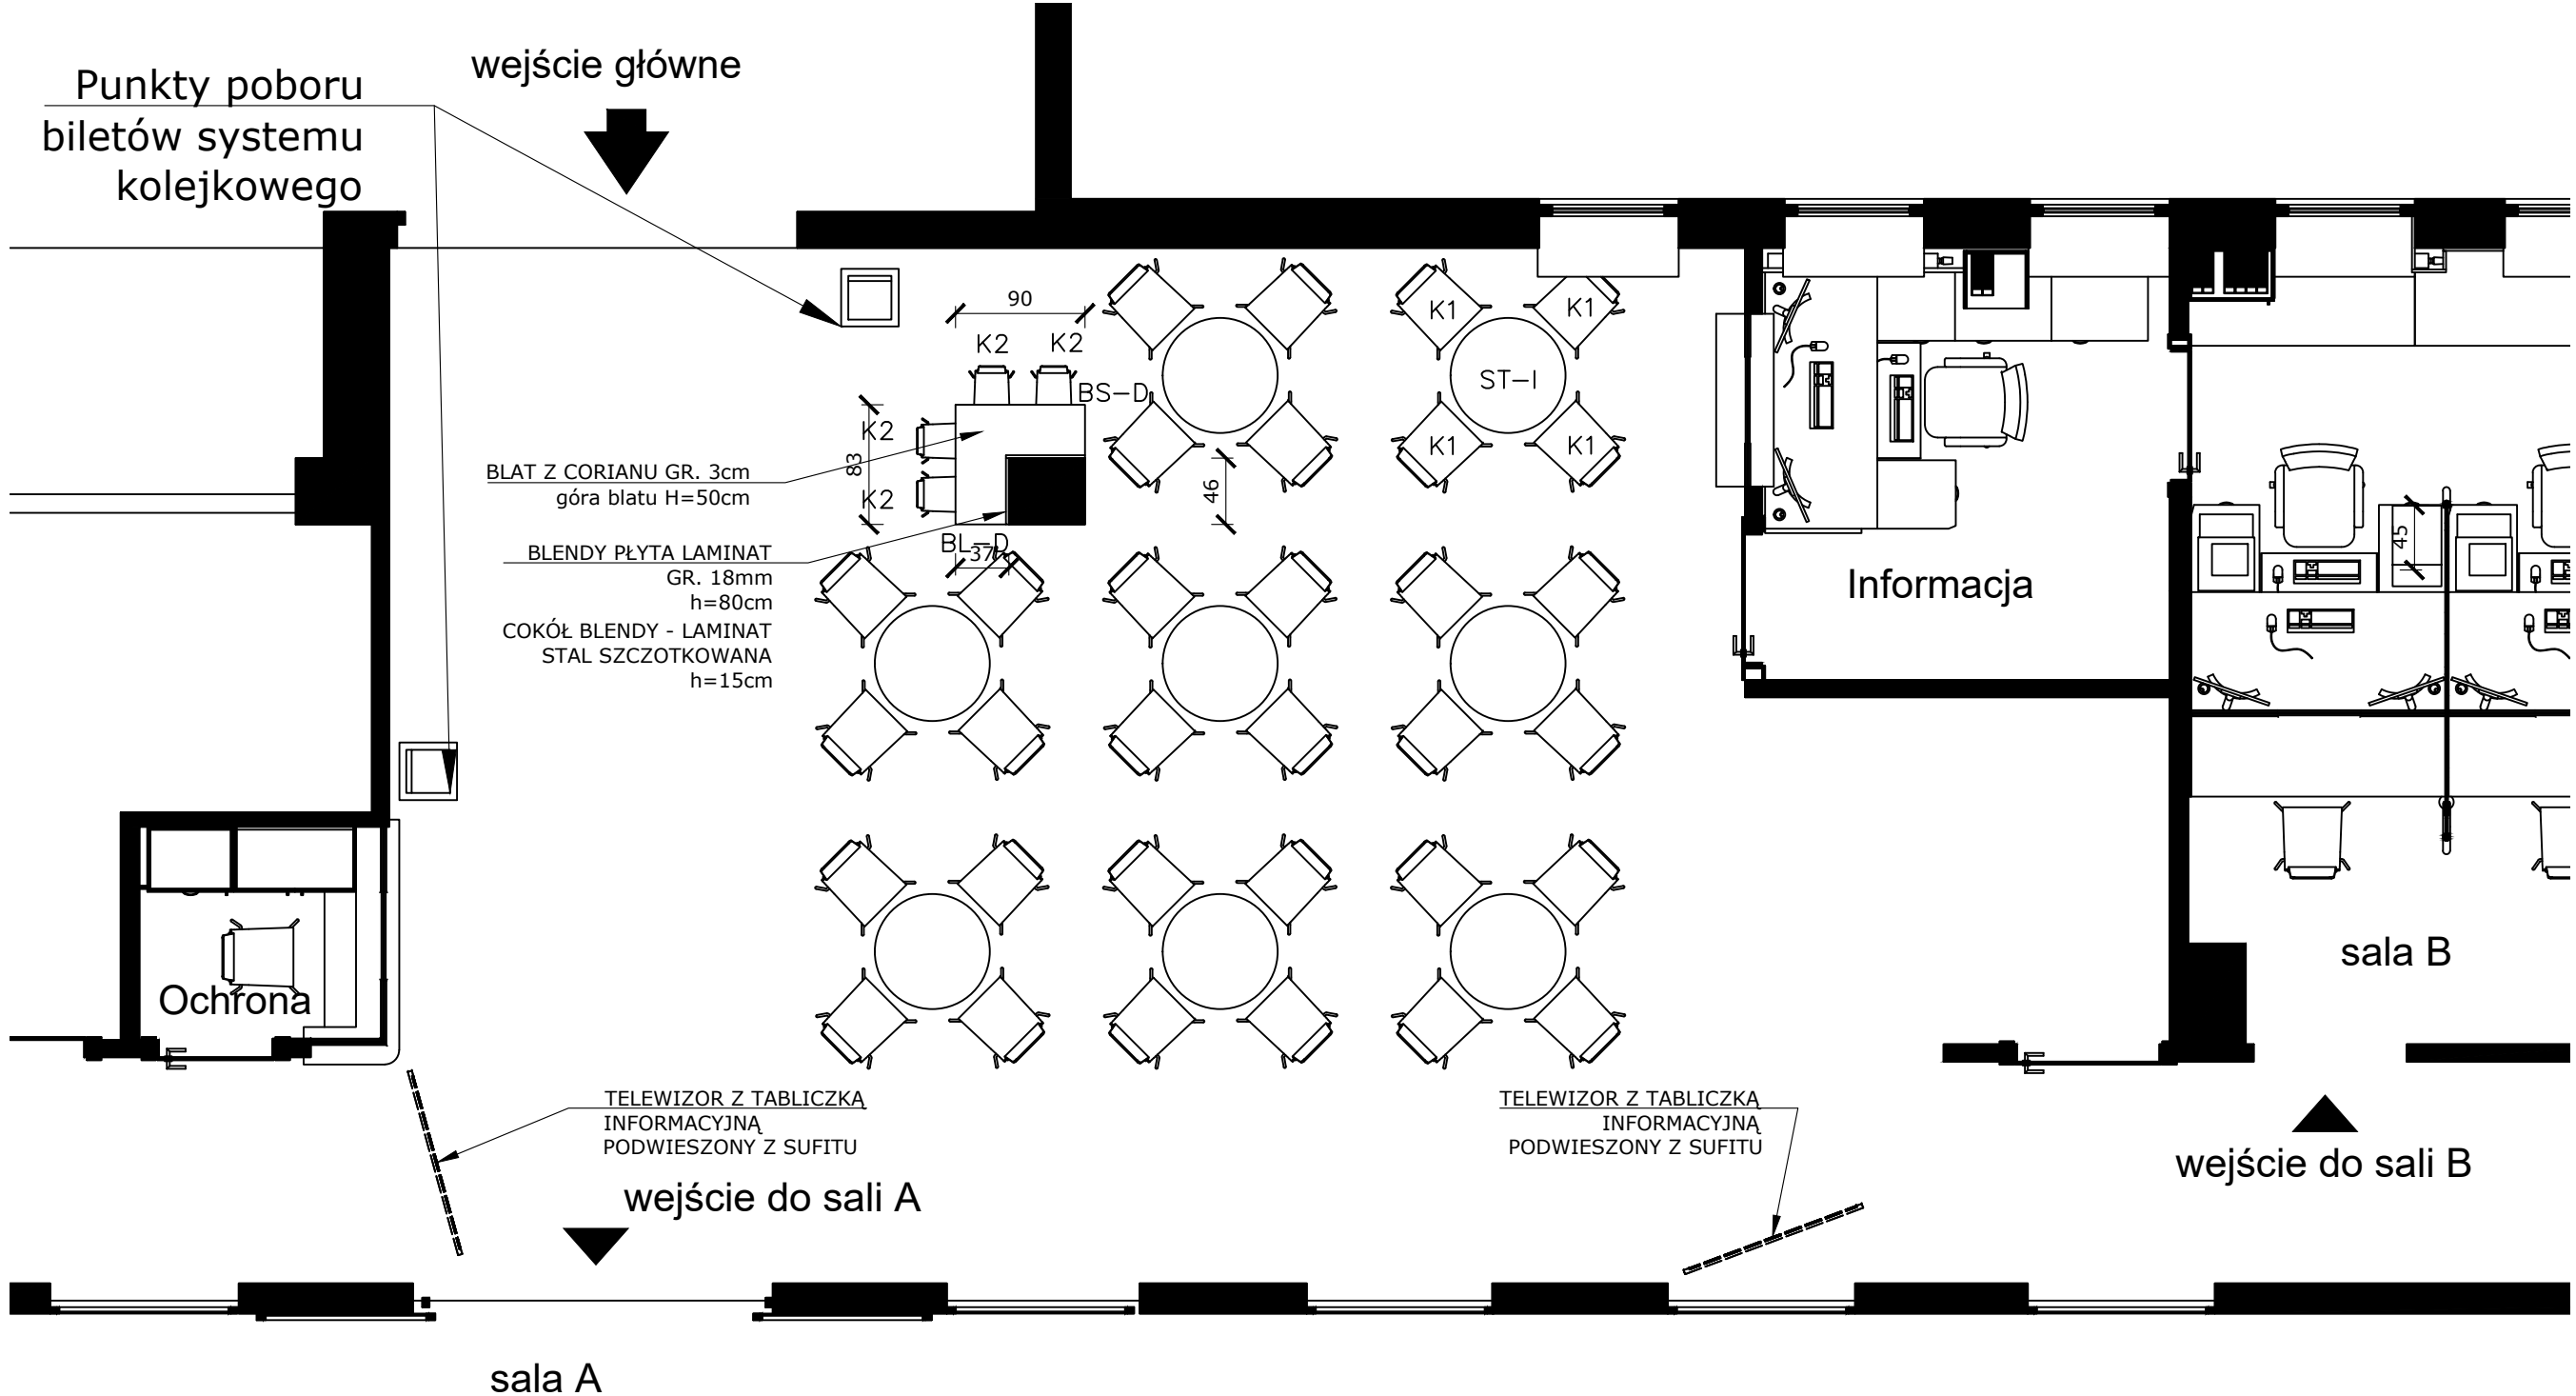 wejście główne
Punkty poboru
biletów systemu
kolejkowego
90
K2
K2
BS-D
K1
K1
ST-I
K1
K1
K2
83
K2
BLAT Z CORIANU GR. 3cm
góra blatu H=50cm
46
BL-D
37
BLENDY PŁYTA LAMINAT
GR. 18mm
h=80cm
COKÓŁ BLENDY - LAMINAT
STAL SZCZOTKOWANA
h=15cm
Informacja
45
sala B
Ochrona
TELEWIZOR Z TABLICZKĄ
INFORMACYJNĄ
PODWIESZONY Z SUFITU
TELEWIZOR Z TABLICZKĄ
INFORMACYJNĄ
PODWIESZONY Z SUFITU
wejście do sali A
wejście do sali B
sala A